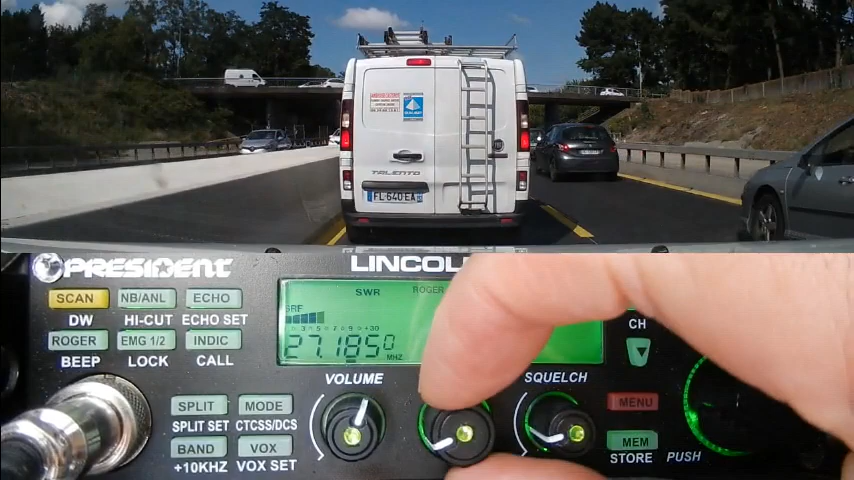 TALENTO
FL 640 EA
PRESIDENT
LINCOL
SCAN
NB/ANL
ECHO
DW
HI-CUT
ECHO SET
ROGER
EMG 1/2
INDIC
BEEP
LOCK
CALL
SWR
ROGER
SRF
27.1850
MHZ
CH
VOLUME
SQUELCH
SPLIT
MODE
SPLIT SET
CTCSS/DCS
BAND
VOX
+10KHZ
VOX SET
MENU
MEM
STORE
PUSH